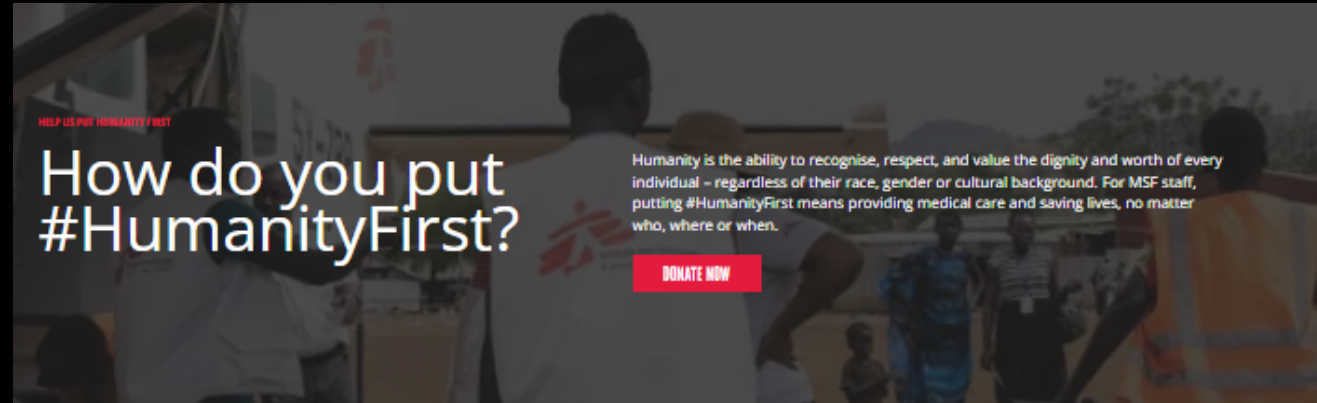 HELP US PUT HUMANITY FIRST
How do you put
#HumanityFirst?
Humanity is the ability to recognise, respect, and value the dignity and worth of every
individual – regardless of their race, gender or cultural background. For MSF staff,
putting #HumanityFirst means providing medical care and saving lives, no matter
who, where or when.
DONATE NOW